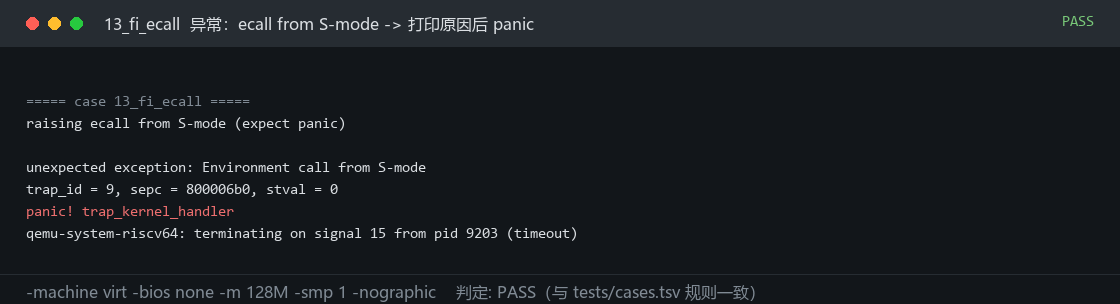 13_fi_ecall 异常：ecall from S-mode -> 打印原因后 panic
PASS
===== case 13_fi_ecall =====
raising ecall from S-mode (expect panic)
unexpected exception: Environment call from S-mode
trap_id = 9, sepc = 800006b0, stval = 0
panic! trap_kernel_handler
qemu-system-riscv64: terminating on signal 15 from pid 9203 (timeout)
-machine virt -bios none -m 128M -smp 1 -nographic 判定: PASS（与 tests/cases.tsv 规则一致）